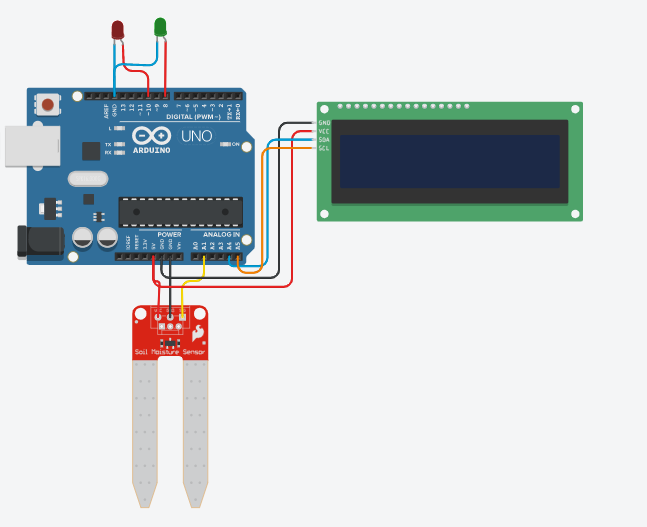 AREF
GND
13
12
~11
~10
~9
8
7
~6
~5
4
~3
2
TX→1
RX←0
L
DIGITAL (PWM~)
TX
RX
UNO
ARDUINO
ON
POWER
ANALOG IN
IOREF
RESET
3.3V
5V
GND
GND
Vin
A0
A1
A2
A3
A4
A5
GND
VCC
SDA
SCL
Soil Moisture Sensor